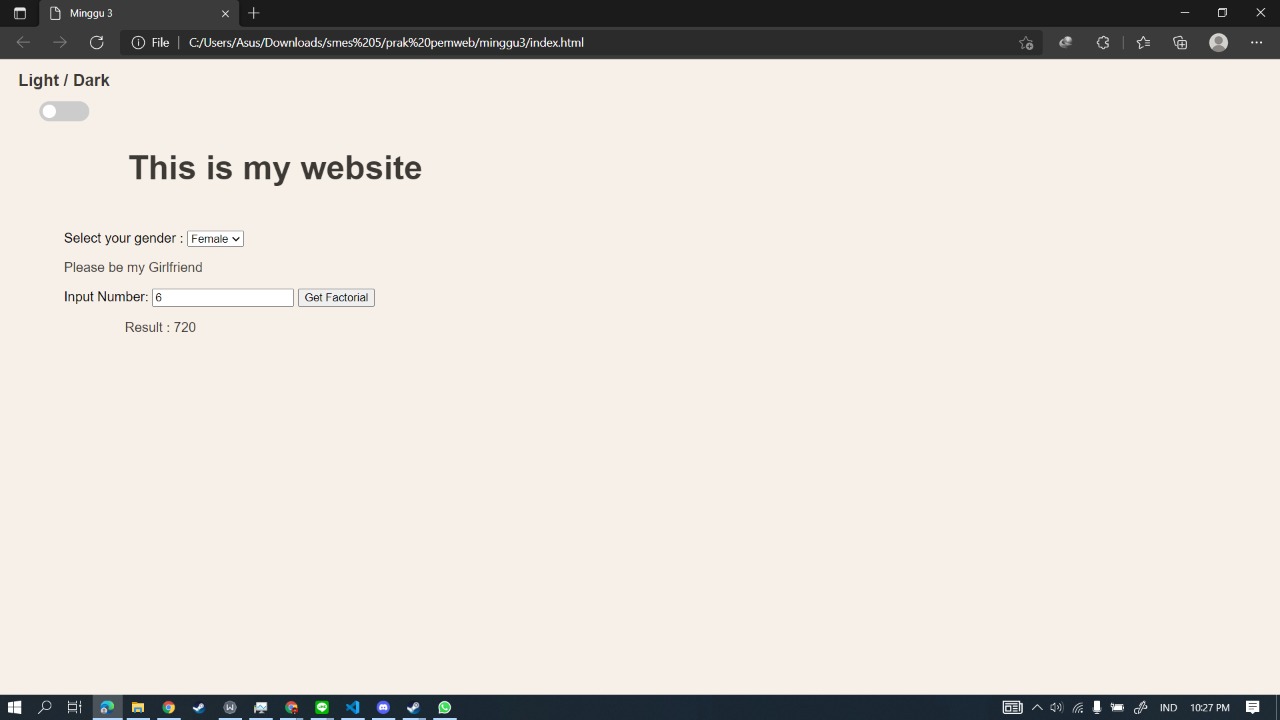 Minggu 3
File C:/Users/Asus/Downloads/smes%205/prak%20pemweb/minggu3/index.html
Light / Dark
This is my website
Select your gender : Female
Please be my Girlfriend
Input Number: 6 Get Factorial
Result : 720
IND 10:27 PM